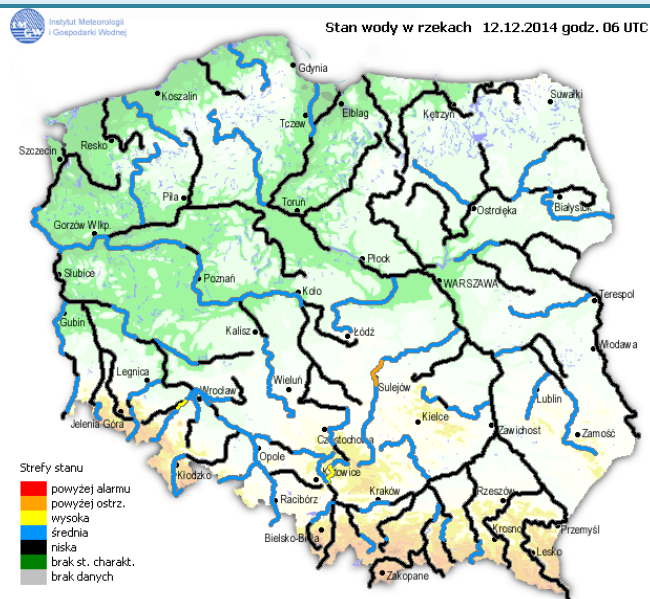 Instytut Meteorologii
i Gospodarki Wodnej
Stan wody w rzekach 12.12.2014 godz. 06 UTC
Gdynia
Koszalin
Suwałki
Elbląg
Kętrzyn
Tczew
Resko
Szczecin
Piła
Toruń
Ostrołęka
Białystok
Gorzów Wlkp.
Płock
Słubice
Poznań
WARSZAWA
Koło
Terespol
Gubin
Kalisz
Łódź
Włodawa
Legnica
Wieluń
Sulejów
Wrocław
Lublin
Jelenia Góra
Kielce
Zawichost
Zamość
Częstochowa
Opole
Strefy stanu
Kłodzko
Katowice
powyżej alarmu
Racibórz
Kraków
Rzeszów
powyżej ostrz.
wysoka
średnia
Bielsko-Biała
Krosno
Przemyśl
niska
Lesko
brak st. charakt.
Zakopane
brak danych